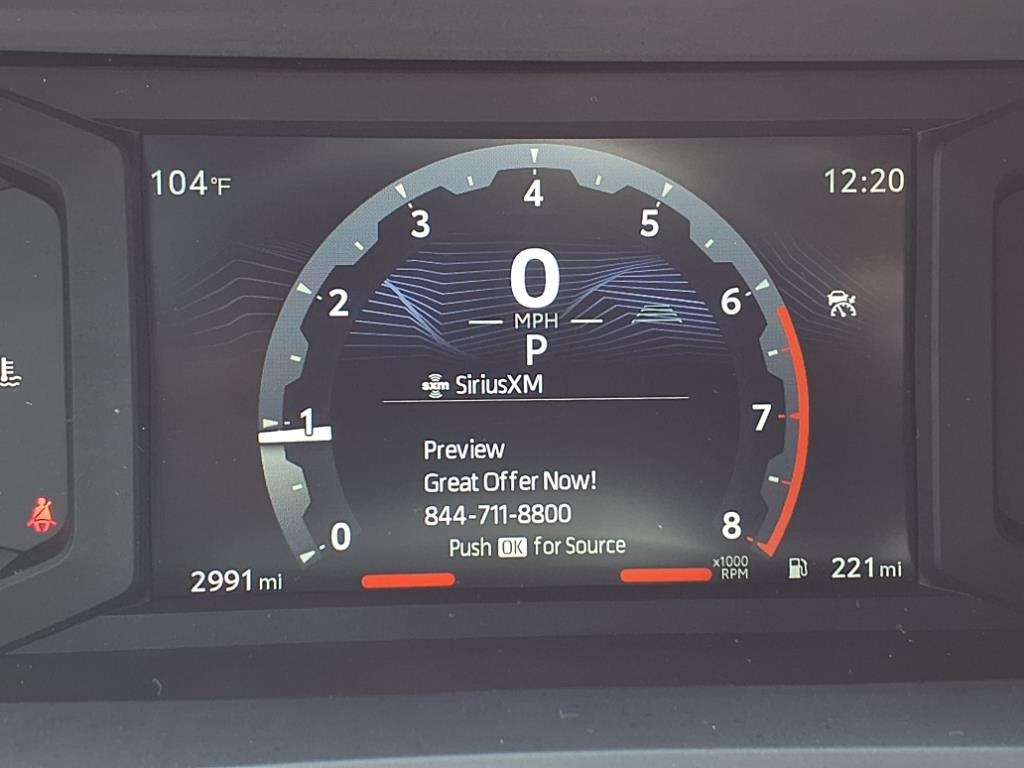 104°F
12:20
4
3
5
0
2
6
MPH
P
sxm SiriusXM
1
7
Preview
Great Offer Now!
844-711-8800
0
8
Push OK for Source
x1000
RPM
2991 mi
221 mi